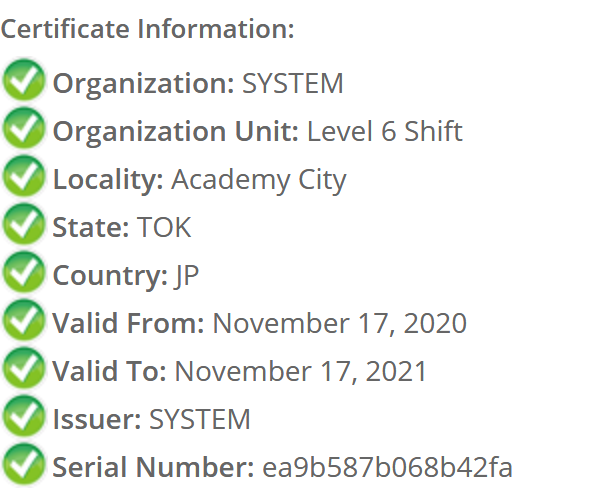 Certificate Information:
Organization: SYSTEM
Organization Unit: Level 6 Shift
Locality: Academy City
State: TOK
Country: JP
Valid From: November 17, 2020
Valid To: November 17, 2021
Issuer: SYSTEM
Serial Number: ea9b587b068b42fa